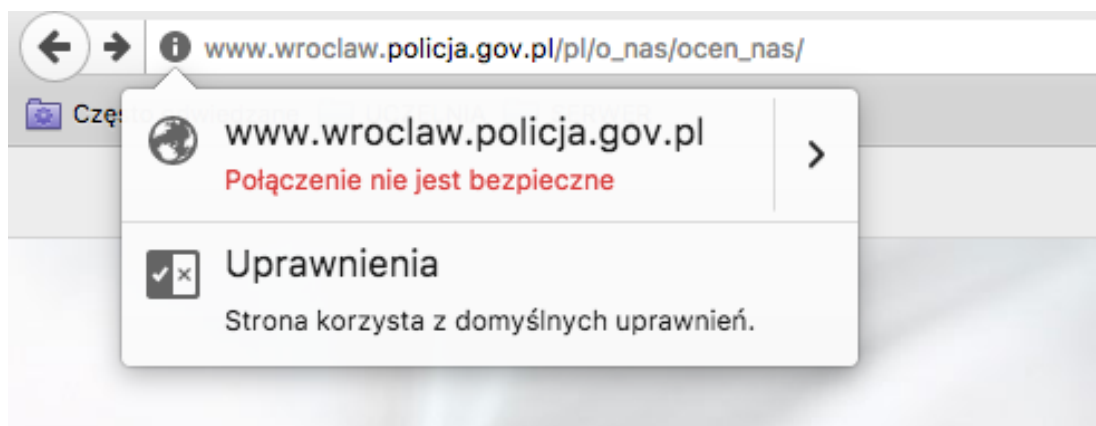 www.wroclaw.policja.gov.pl/pl/o_nas/ocen_nas/
www.wroclaw.policja.gov.pl
Połączenie nie jest bezpieczne
Uprawnienia
Strona korzysta z domyślnych uprawnień.